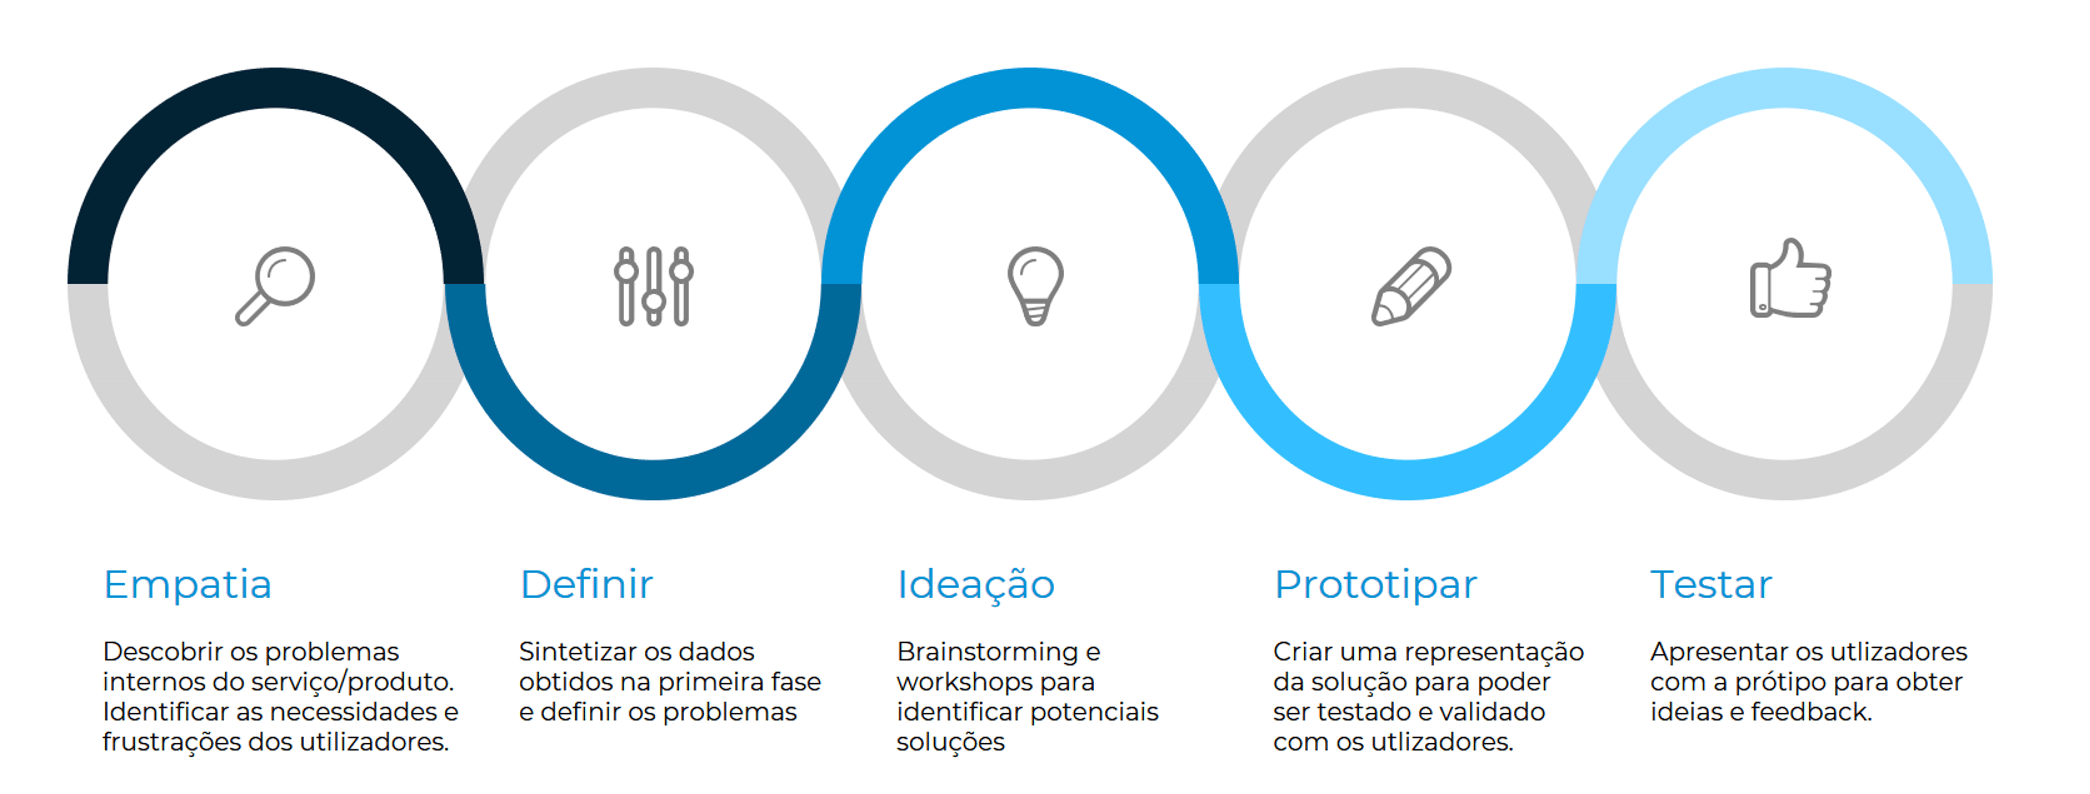 Empatia
Descobrir os problemas
internos do serviço/produto.
Identificar as necessidades e
frustrações dos utilizadores.
Definir
Sintetizar os dados
obtidos na primeira fase
e definir os problemas
Ideação
Brainstorming e
workshops para
identificar potenciais
soluções
Prototipar
Criar uma representação
da solução para poder
ser testado e validado
com os utlizadores.
Testar
Apresentar os utlizadores
com a prótipo para obter
ideias e feedback.